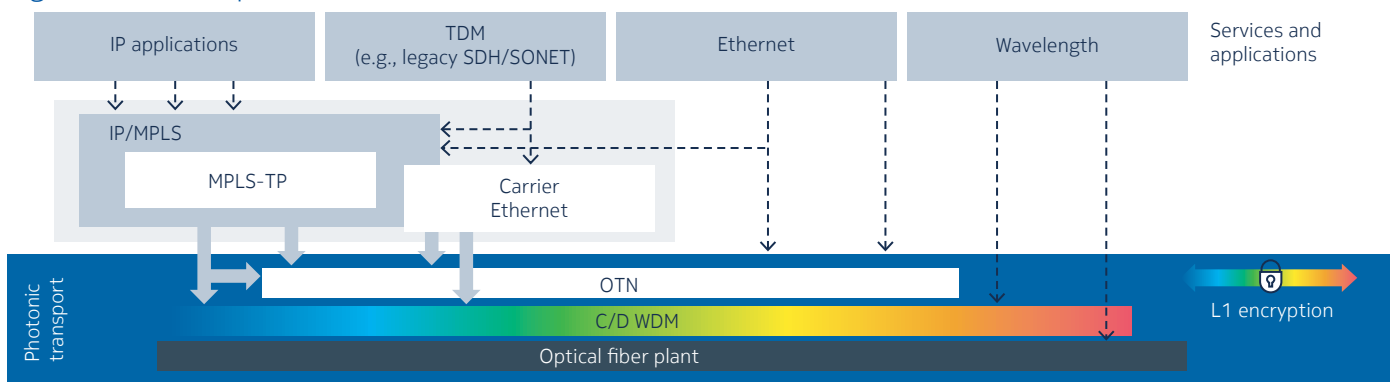 IP applications
TDM
(e.g., legacy SDH/SONET)
Ethernet
Wavelength
Services and
applications
IP/MPLS
MPLS-TP
Carrier
Ethernet
Photonic
transport
OTN
C/D WDM
Optical fiber plant
L1 encryption